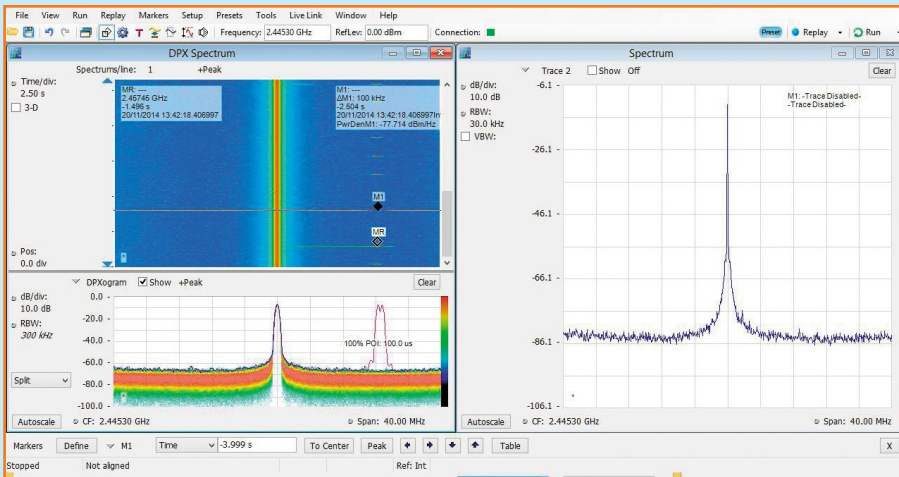 File View Run Replay Markers Setup Presets Tools Live Link Window Help
Frequency: 2.44530 GHz RefLev: 0.00 dBm Connection: Preset Replay Run
DPX Spectrum
Spectrums/line: 1 +Peak
Time/div:
2.50 s
3-D
MR: ---
2.45745 GHz
-1.496 s
20/11/2014 13:42:18.406997
M1: ---
ΔM1: 100 kHz
-2.504 s
20/11/2014 13:42:18.406997In
PwrDenM1: -77.714 dBm/Hz
M1
MR
Pos:
0.0 div
DPXogram Show +Peak Clear
dB/div:
10.0 dB
RBW:
300 kHz
Split
0.0 -
-20.0 -
-40.0 -
-60.0 -
-80.0 -
-100.0 -
100% POI: 100.0 us
Autoscale CF: 2.44530 GHz Span: 40.00 MHz
Spectrum
Trace 2 Show Off Clear
dB/div:
10.0 dB
RBW:
30.0 kHz
VBW:
-6.1 -
-26.1 -
-46.1 -
-66.1 -
-86.1 -
-106.1 -
M1: -Trace Disabled-
-Trace Disabled-
Autoscale CF: 2.44530 GHz Span: 40.00 MHz
Markers Define M1 Time -3.999 s To Center Peak Table X
Stopped Not aligned Ref: Int